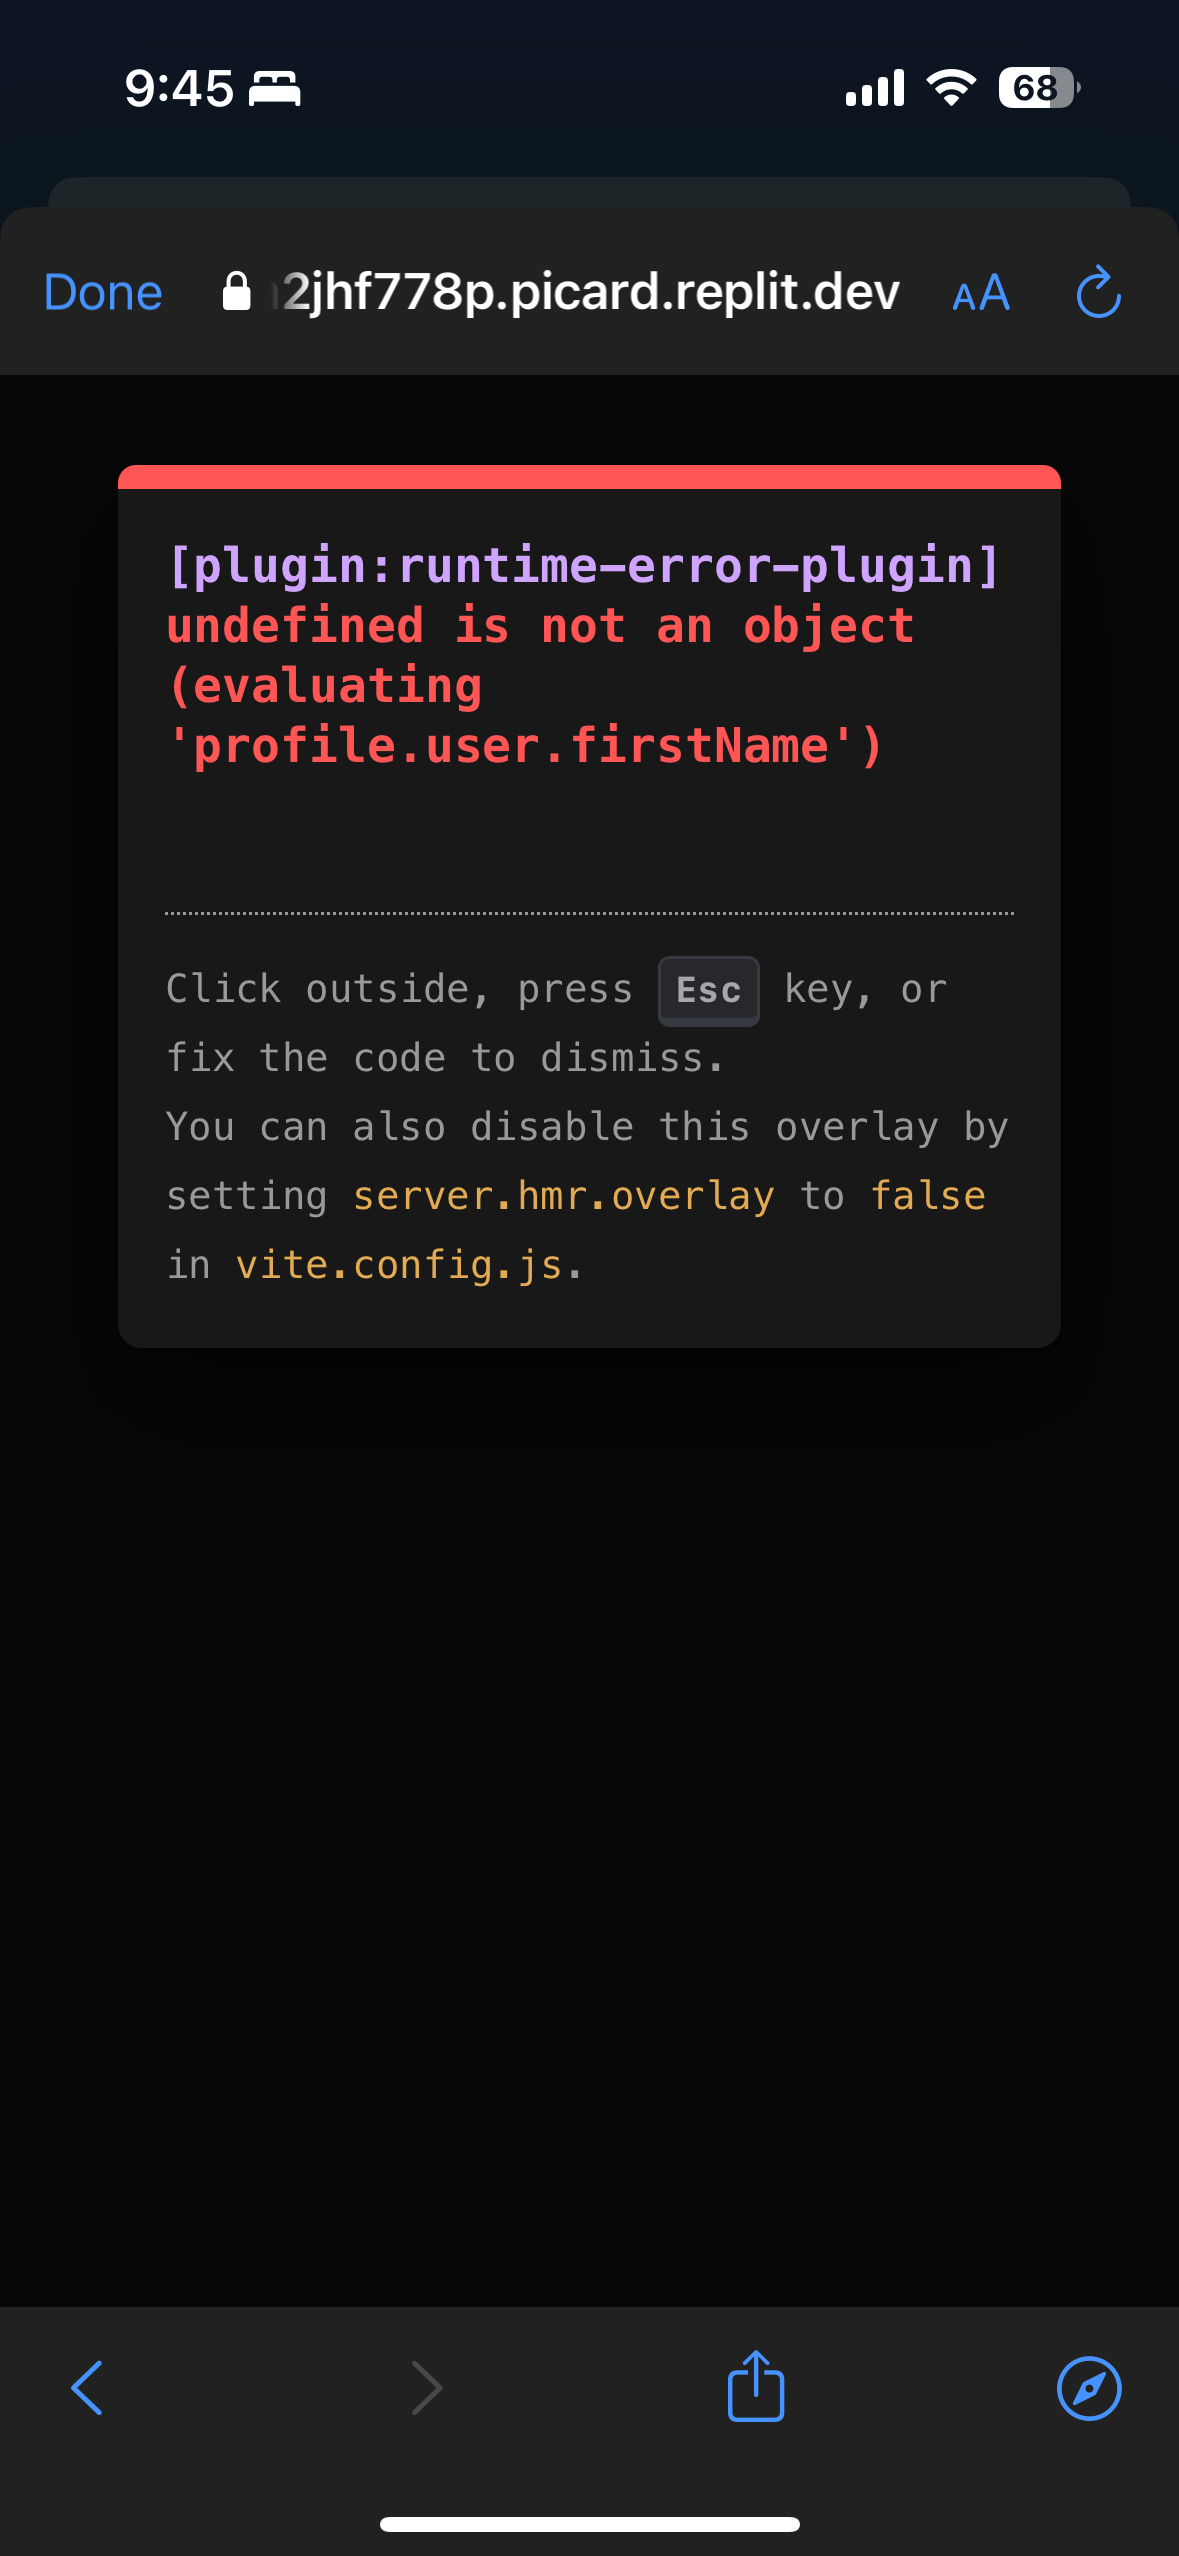 9:45
68
Done
2jhf778p.picard.replit.dev
AA
[plugin:runtime-error-plugin]
undefined is not an object
(evaluating
'profile.user.firstName')
Click outside, press Esc key, or
fix the code to dismiss.
You can also disable this overlay by
setting server.hmr.overlay to false
in vite.config.js.